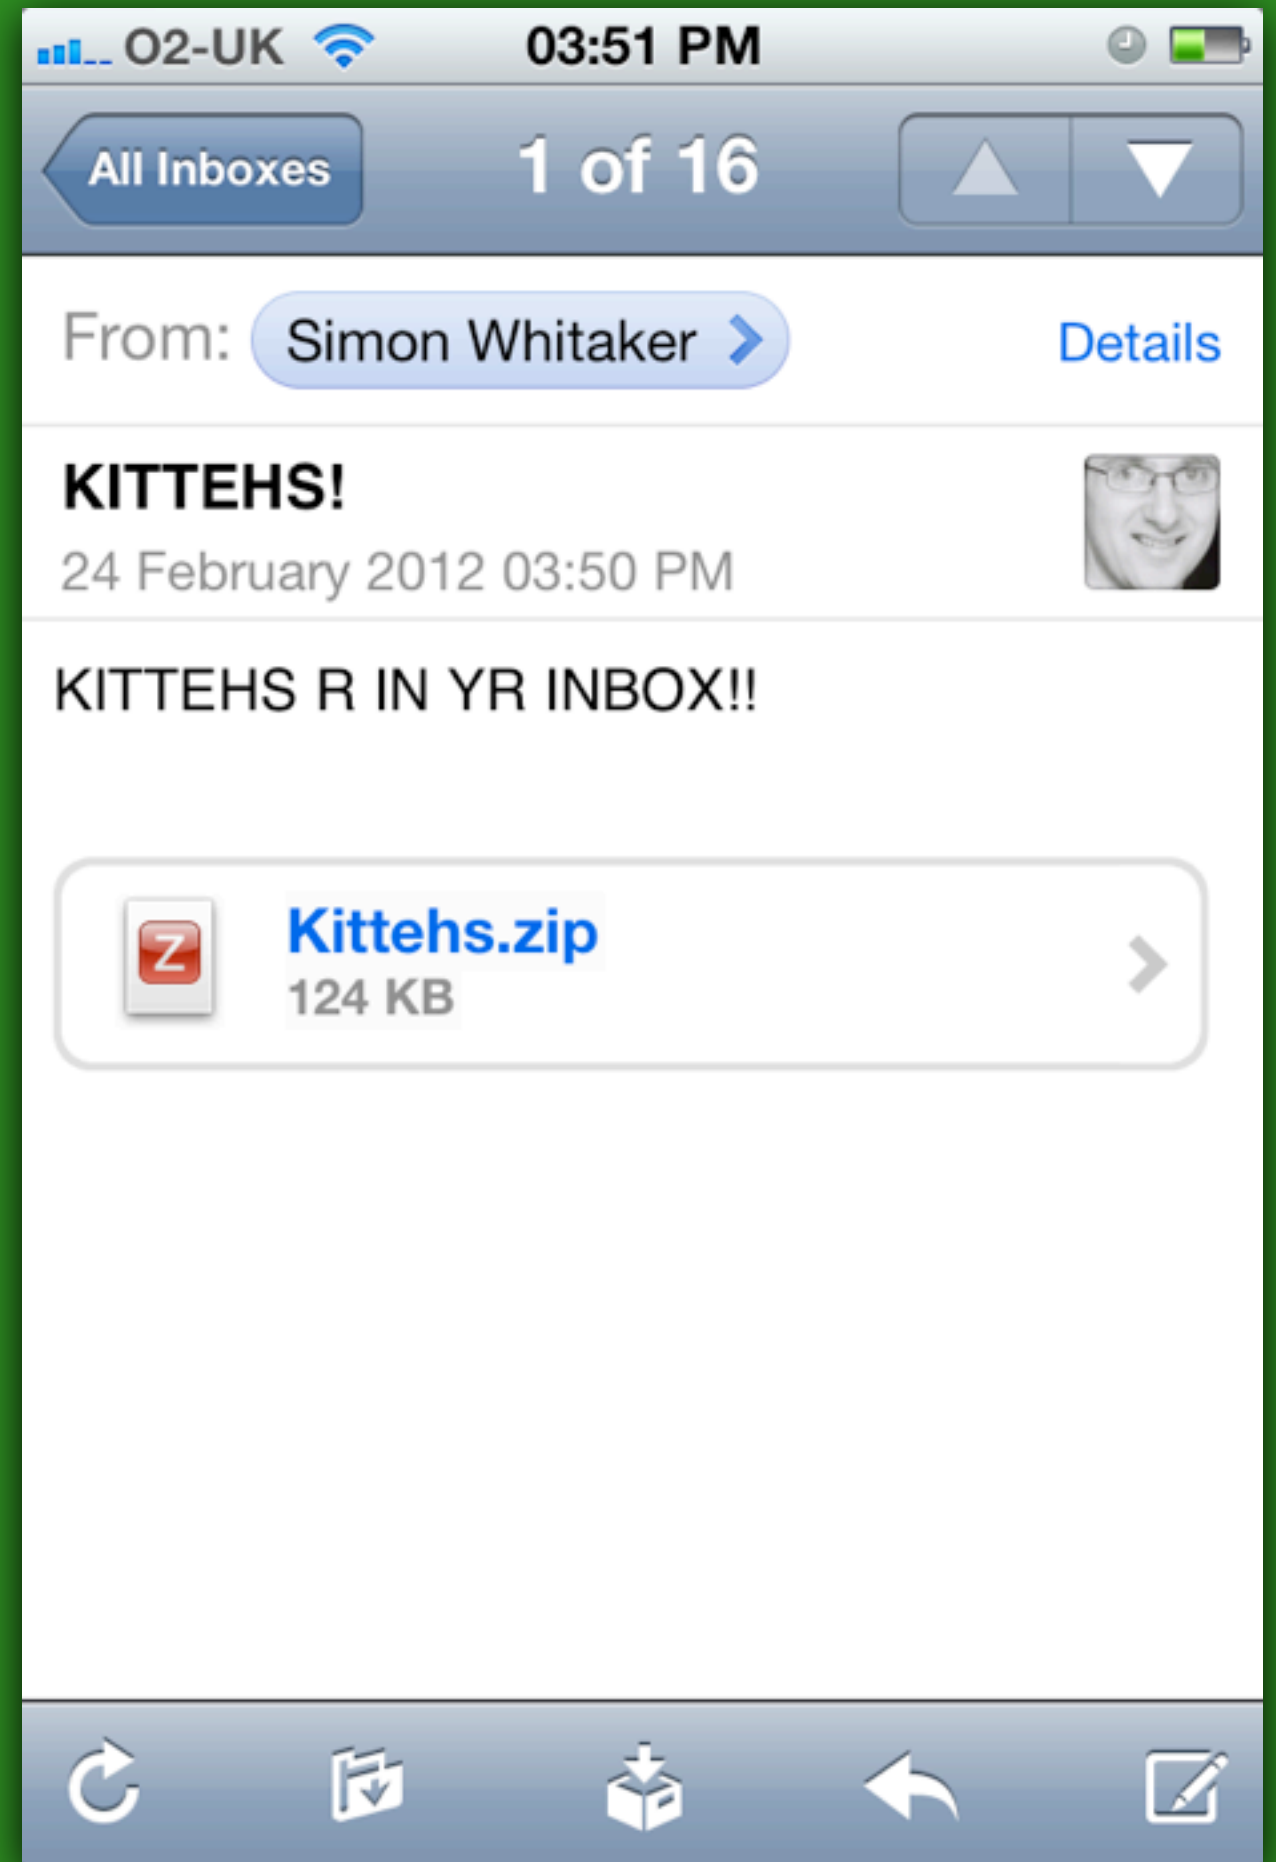 O2-UK 03:51 PM
All Inboxes 1 of 16
From: Simon Whitaker Details
KITTEHS!
24 February 2012 03:50 PM
KITTEHS R IN YR INBOX!!
Z
Kittehs.zip
124 KB